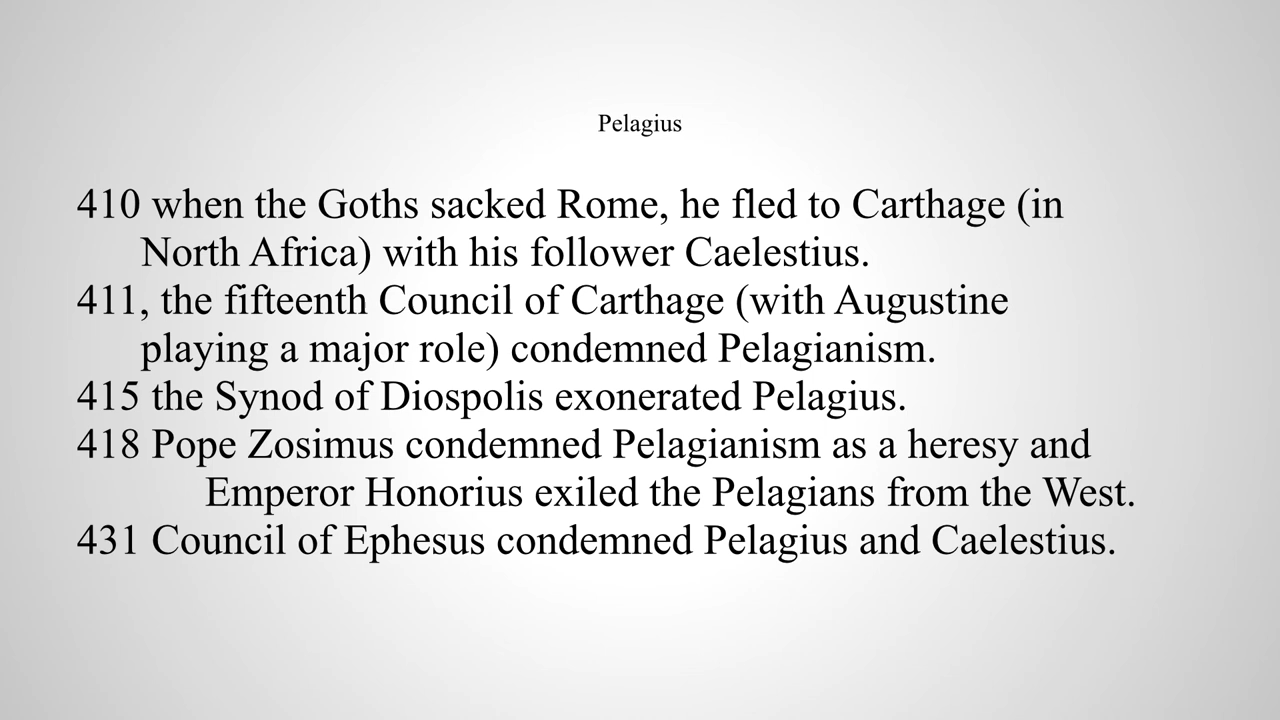 Pelagius
410 when the Goths sacked Rome, he fled to Carthage (in
North Africa) with his follower Caelestius.
411, the fifteenth Council of Carthage (with Augustine
playing a major role) condemned Pelagianism.
415 the Synod of Diospolis exonerated Pelagius.
418 Pope Zosimus condemned Pelagianism as a heresy and
Emperor Honorius exiled the Pelagians from the West.
431 Council of Ephesus condemned Pelagius and Caelestius.